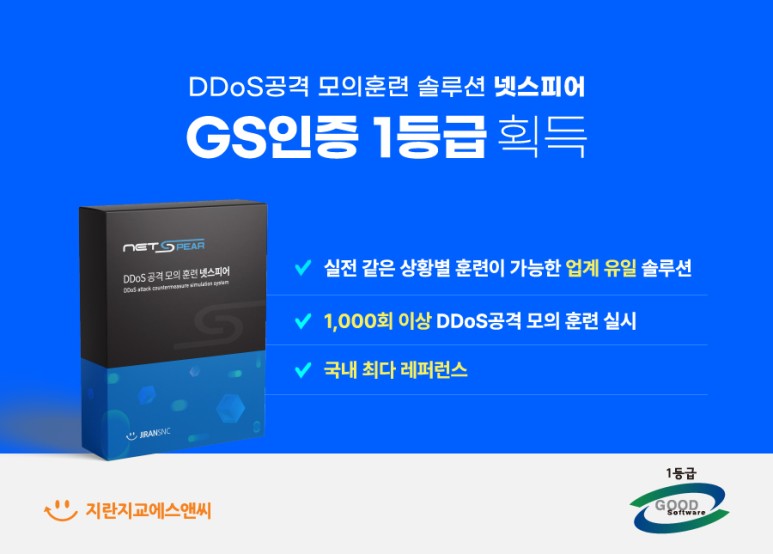 DDoS공격 모의훈련 솔루션 넷스피어
GS인증 1등급 획득
NETSPEAR
DDoS 공격 모의 훈련 넷스피어
DDoS attack countermeasure simulation system
JIRANSNC
실전 같은 상황별 훈련이 가능한 업계 유일 솔루션
1,000회 이상 DDoS공격 모의 훈련 실시
국내 최다 레퍼런스
지란지교에스앤씨
1등급
GOOD
Software